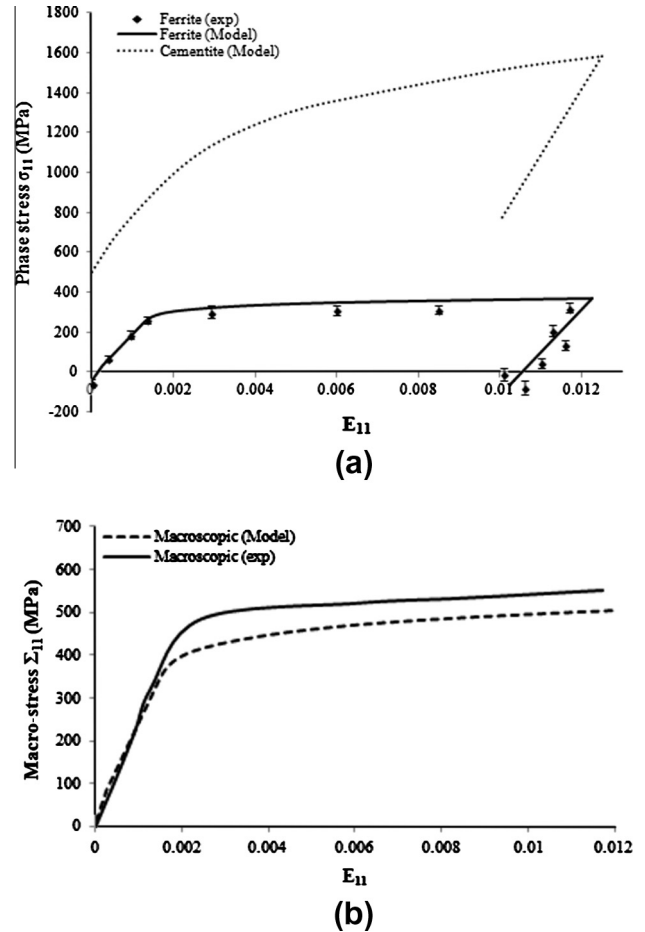 1800
1600
1400
1200
1000
800
600
400
200
0
-200
Phase stress σ11 (MPa)
Ferrite (exp)
Ferrite (Model)
Cementite (Model)
0 0.002 0.004 0.006 0.008 0.01 0.012
E11
(a)
700
600
500
400
300
200
100
0
Macro-stress Σ11 (MPa)
Macroscopic (Model)
Macroscopic (exp)
0 0.002 0.004 0.006 0.008 0.01 0.012
E11
(b)